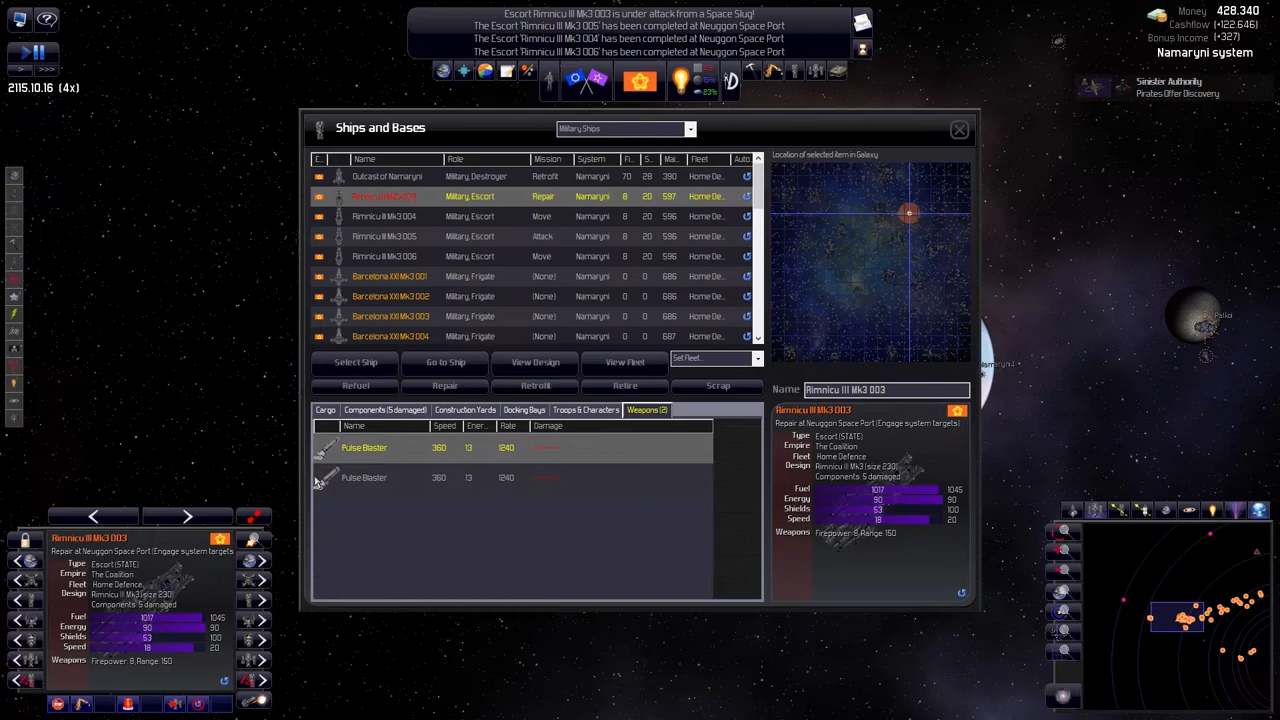 Escort Rimnicu III Mk3 003 is under attack from a Space Slug!
The Escort 'Rimnicu III Mk3 005' has been completed at Neuggon Space Port
The Escort 'Rimnicu III Mk3 004' has been completed at Neuggon Space Port
The Escort 'Rimnicu III Mk3 006' has been completed at Neuggon Space Port
Money 428.340
Cashflow (+122.646)
Bonus Income (+327)
Namaryni system
> >>>
2115.10.16 (4x)
15%
23%
Sinister Authority
Pirates Offer Discovery
Ships and Bases
Military Ships
Location of selected item in Galaxy
E... Name Role Mission System Fi... S... Mai... Fleet Auto...
Outcast of Namaryni Military, Destroyer Retrofit Namaryni 70 28 390 Home De...
Rimnicu III Mk3 003 Military, Escort Repair Namaryni 8 20 597 Home De...
Rimnicu III Mk3 004 Military, Escort Move Namaryni 8 20 596 Home De...
Rimnicu III Mk3 005 Military, Escort Attack Namaryni 8 20 596 Home De...
Rimnicu III Mk3 006 Military, Escort Move Namaryni 8 20 596 Home De...
Barcelona XXI Mk3 001 Military, Frigate (None) Namaryni 0 0 686 Home De...
Barcelona XXI Mk3 002 Military, Frigate (None) Namaryni 0 0 686 Home De...
Barcelona XXI Mk3 003 Military, Frigate (None) Namaryni 0 0 686 Home De...
Barcelona XXI Mk3 004 Military, Frigate (None) Namaryni 0 0 687 Home De...
Select Ship Go to Ship View Design View Fleet Set Fleet...
Refuel Repair Retrofit Retire Scrap
Name Rimnicu III Mk3 003
Cargo Components (5 damaged) Construction Yards Docking Bays Troops & Characters Weapons (2)
Name Speed Ener... Rate Damage
Pulse Blaster 360 13 1240
Pulse Blaster 360 13 1240
Rimnicu III Mk3 003
Repair at Neuggon Space Port (Engage system targets)
Type Escort (STATE)
Empire The Coalition
Fleet Home Defence
Design Rimnicu III Mk3 (size 230)
Components: 5 damaged
Fuel 1017 1045
Energy 90 90
Shields 53 100
Speed 18 20
Weapons Firepower: 8, Range: 150
Rimnicu III Mk3 003
Repair at Neuggon Space Port (Engage system targets
Type Escort (STATE)
Empire The Coalition
Fleet Home Defence
Design Rimnicu III Mk3 (size 230)
Components: 5 damaged
Fuel 1017 1045
Energy 90 90
Shields 53 100
Speed 18 20
Weapons Firepower: 8, Range: 150